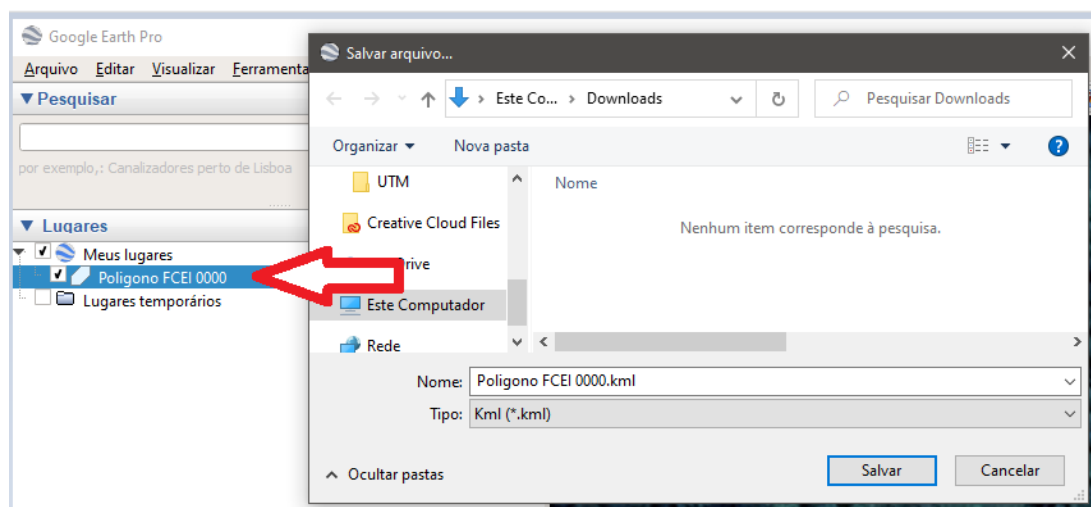 Google Earth Pro
Arquivo Editar Visualizar Ferramenta
Pesquisar
por exemplo,: Canalizadores perto de Lisboa
Lugares
Meus lugares
Poligono FCEI 0000
Lugares temporários
Salvar arquivo...
Este Co... Downloads
Pesquisar Downloads
Organizar Nova pasta
UTM
Creative Cloud Files
Drive
Este Computador
Rede
Nome
Nenhum item corresponde à pesquisa.
Nome: Poligono FCEI 0000.kml
Tipo: Kml (*.kml)
Ocultar pastas
Salvar Cancelar